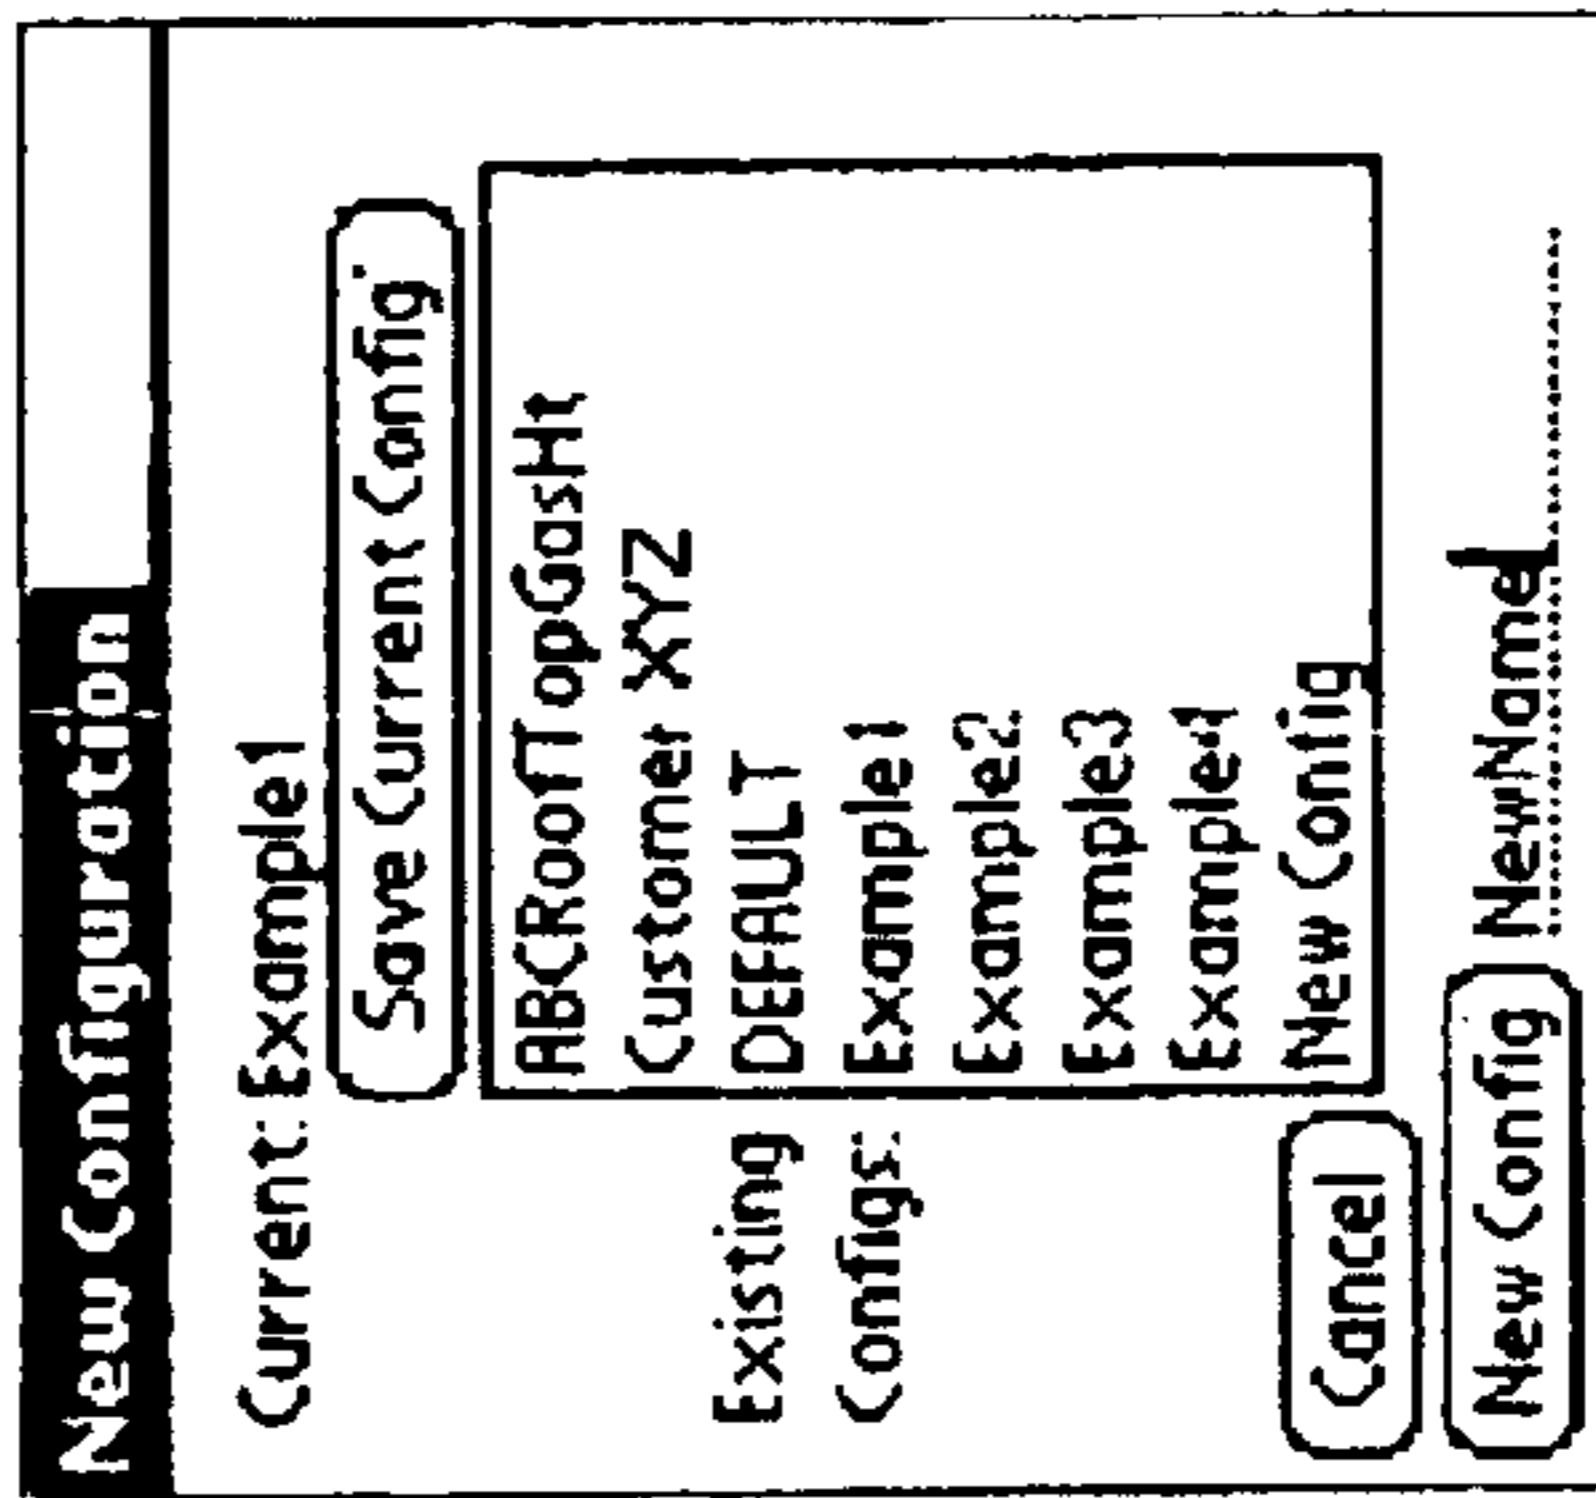 New Configuration
Current: Example1
Save Current Config
ABCRoofTopGasHt
Customer XYZ
Existing DEFAULT
Configs: Example1
Example2
Example3
Example4
New Config
Cancel
New Config NewName